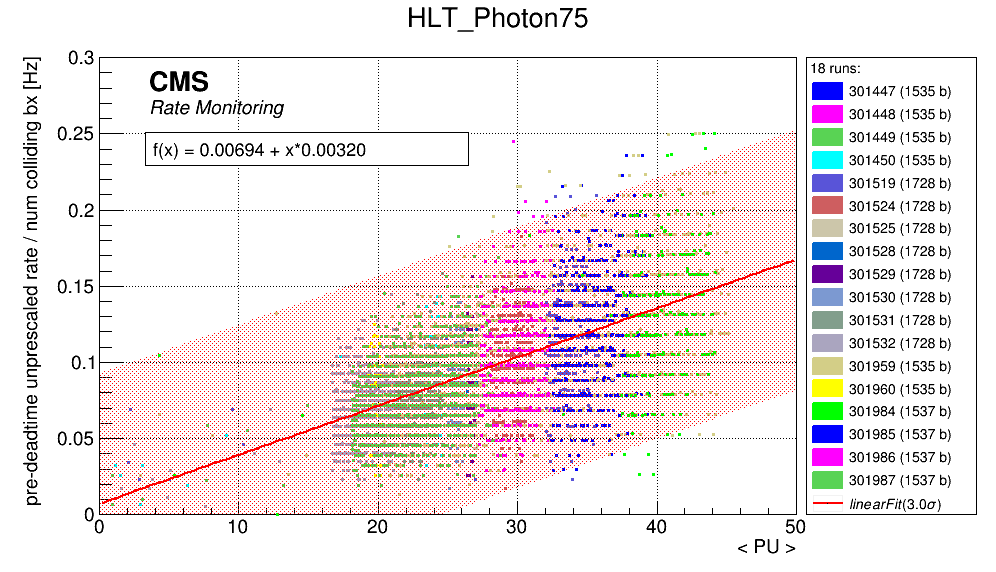 HLT_Photon75
pre-deadtime unprescaled rate / num colliding bx [Hz]
0.3
0.25
0.2
0.15
0.1
0.05
0
CMS
Rate Monitoring
f(x) = 0.00694 + x*0.00320
0 10 20 30 40 50
< PU >
18 runs:
301447 (1535 b)
301448 (1535 b)
301449 (1535 b)
301450 (1535 b)
301519 (1728 b)
301524 (1728 b)
301525 (1728 b)
301528 (1728 b)
301529 (1728 b)
301530 (1728 b)
301531 (1728 b)
301532 (1728 b)
301959 (1535 b)
301960 (1535 b)
301984 (1537 b)
301985 (1537 b)
301986 (1537 b)
301987 (1537 b)
linearFit(3.0σ)